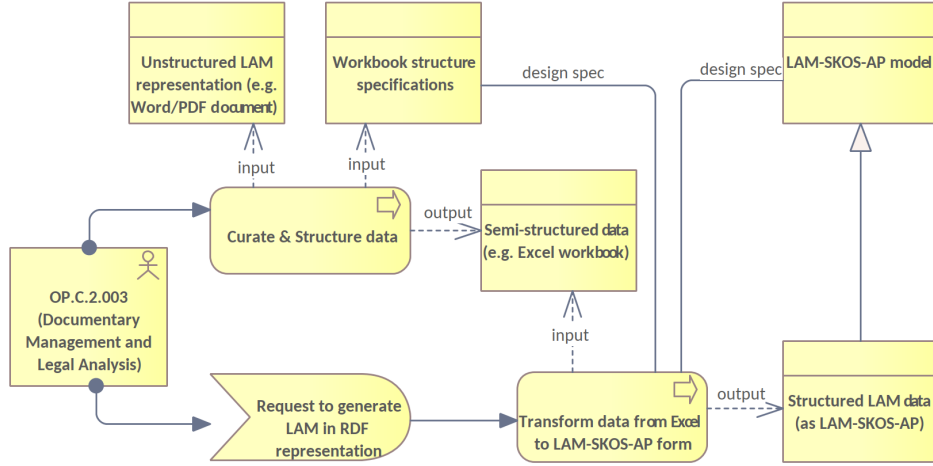 Unstructured LAM
representation (e.g.
Word/PDF document)
Workbook structure
specifications
design spec
design spec
LAM-SKOS-AP model
input
input
Curate & Structure data
output
Semi-structured data
(e.g. Excel workbook)
OP.C.2.003
(Documentary
Management and
Legal Analysis)
input
Request to generate
LAM in RDF
representation
Transform data from Excel
to LAM-SKOS-AP form
output
Structured LAM data
(as LAM-SKOS-AP)